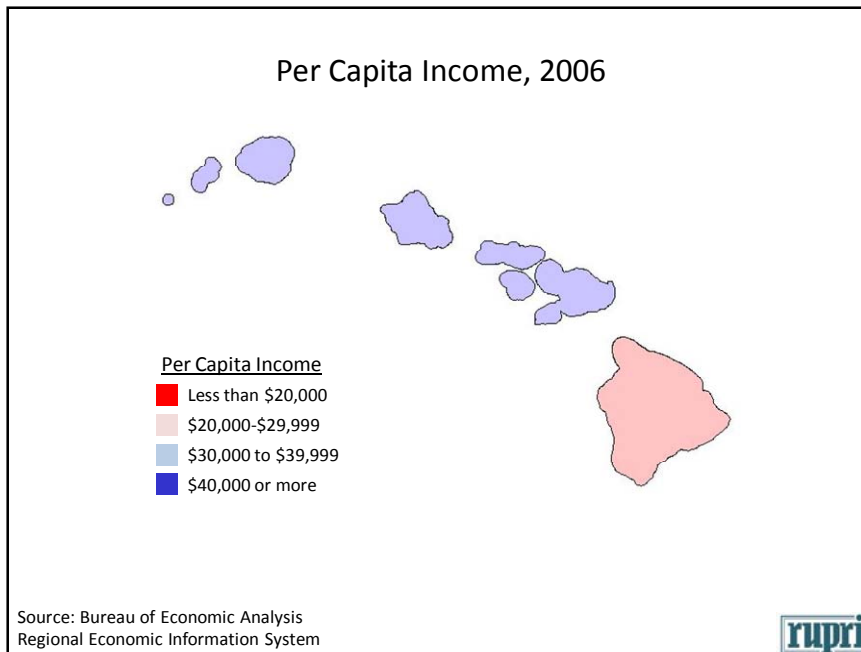 Per Capita Income, 2006
Per Capita Income
Less than $20,000
$20,000-$29,999
$30,000 to $39,999
$40,000 or more
Source: Bureau of Economic Analysis
Regional Economic Information System
rupri